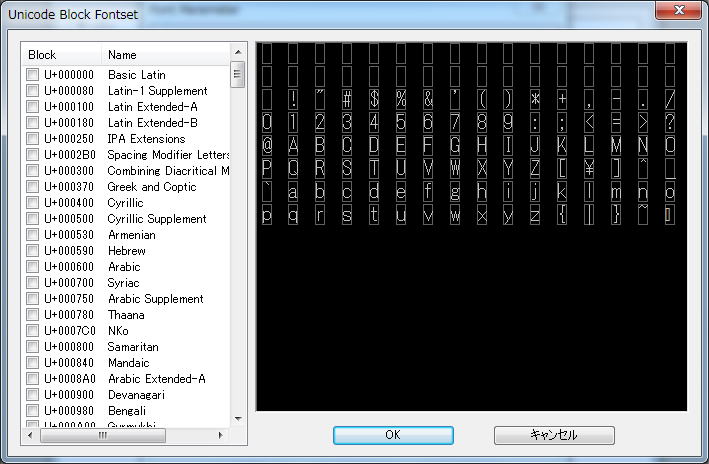 Unicode Block Fontset
Block Name
U+000000 Basic Latin
U+000080 Latin-1 Supplement
U+000100 Latin Extended-A
U+000180 Latin Extended-B
U+000250 IPA Extensions
U+0002B0 Spacing Modifier Letters
U+000300 Combining Diacritical M
U+000370 Greek and Coptic
U+000400 Cyrillic
U+000500 Cyrillic Supplement
U+000530 Armenian
U+000590 Hebrew
U+000600 Arabic
U+000700 Syriac
U+000750 Arabic Supplement
U+000780 Thaana
U+0007C0 NKo
U+000800 Samaritan
U+000840 Mandaic
U+0008A0 Arabic Extended-A
U+000900 Devanagari
U+000980 Bengali
U+000A00 Gurmukhi
! " # $ % & ' ( ) * + , - . /
0 1 2 3 4 5 6 7 8 9 : ; < = > ?
@ A B C D E F G H I J K L M N O
P Q R S T U V W X Y Z [ ¥ ] ^ _
` a b c d e f g h i j k l m n o
p q r s t u v w x y z { | } ~
OK
キャンセル